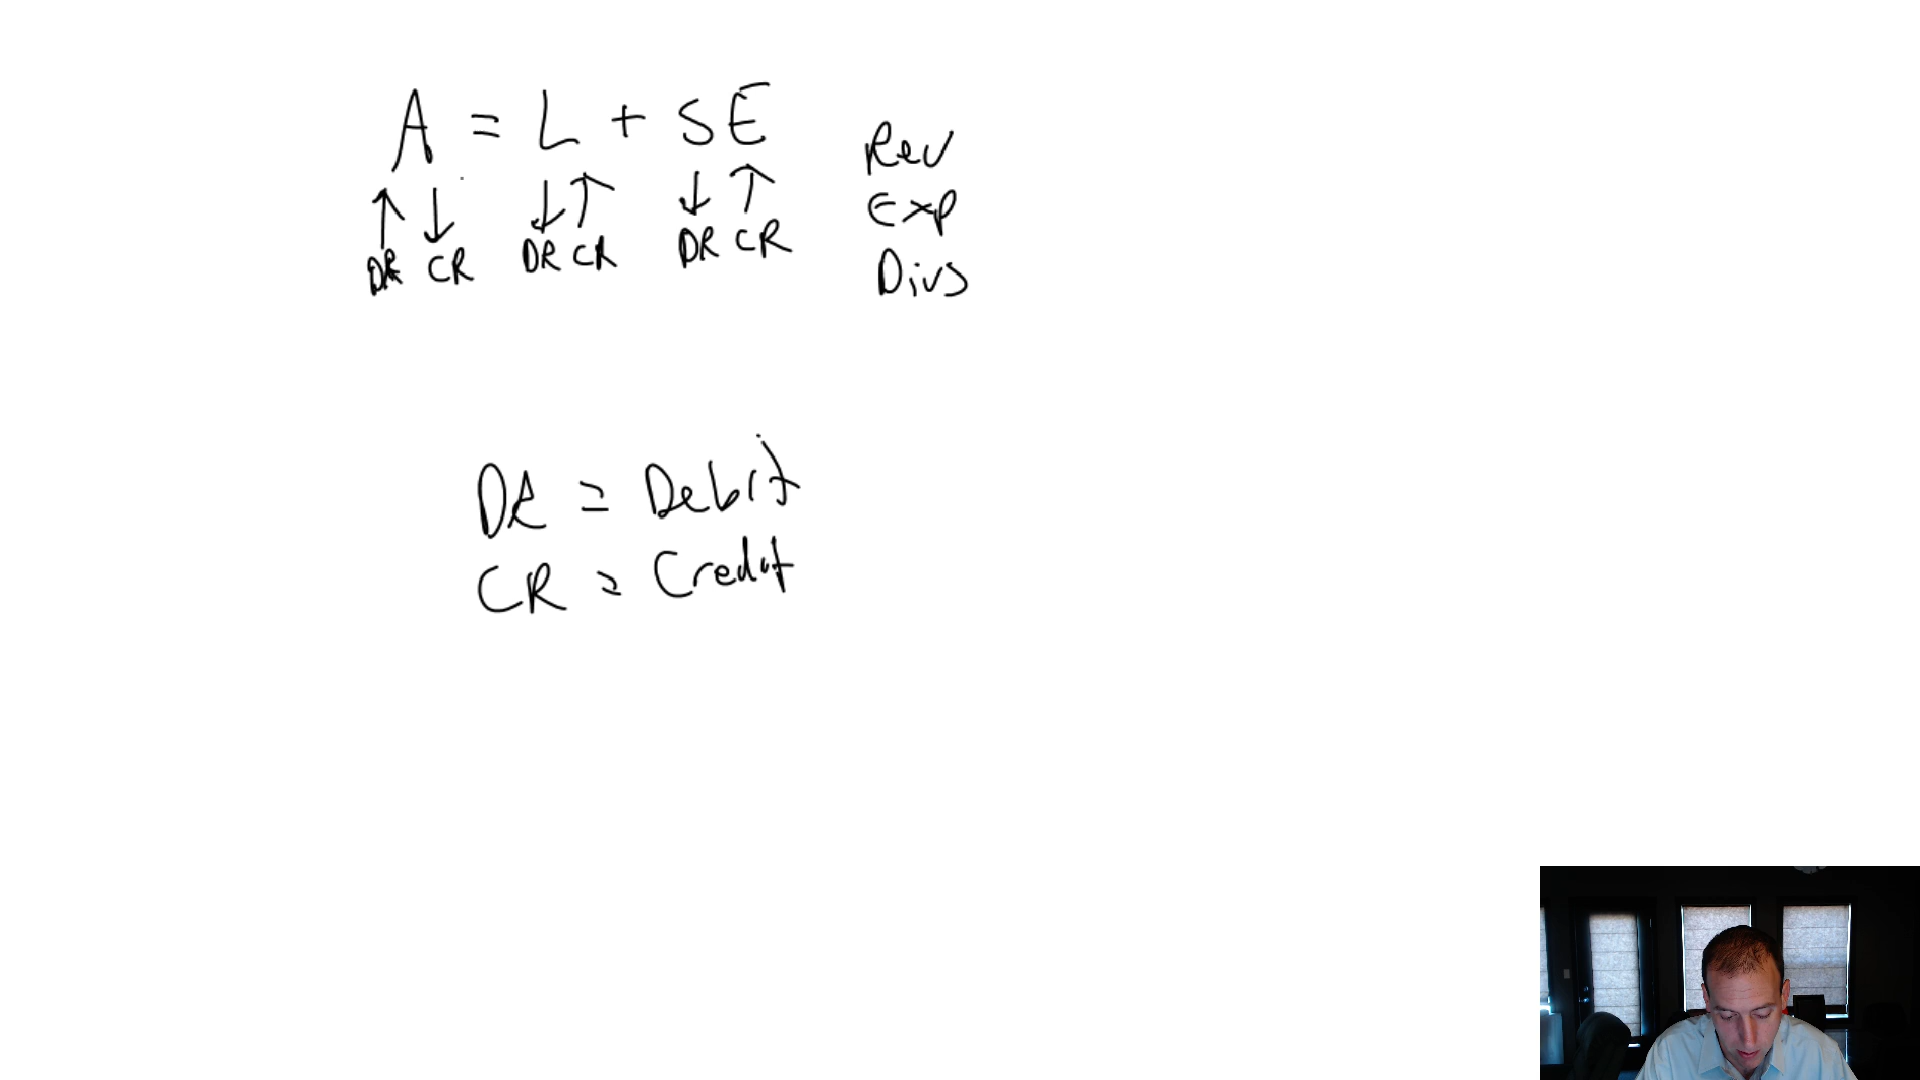 A = L + SE
↑ ↓ ↓ ↑ ↓ ↑
DR CR DR CR DR CR
Rev
Exp
Divs
DR = Debit
CR = Credit